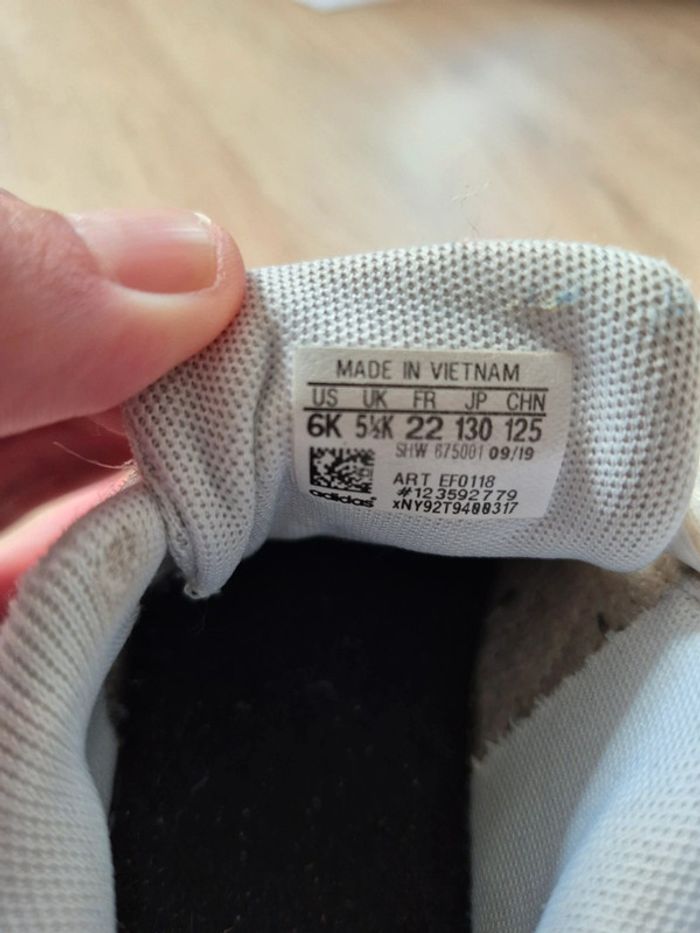 MADE IN VIETNAM
US UK FR JP CHN
6K 5½K 22 130 125
SHW 675001 09/19
ART EF0118
#123592779
adidas
xNY92T9400317